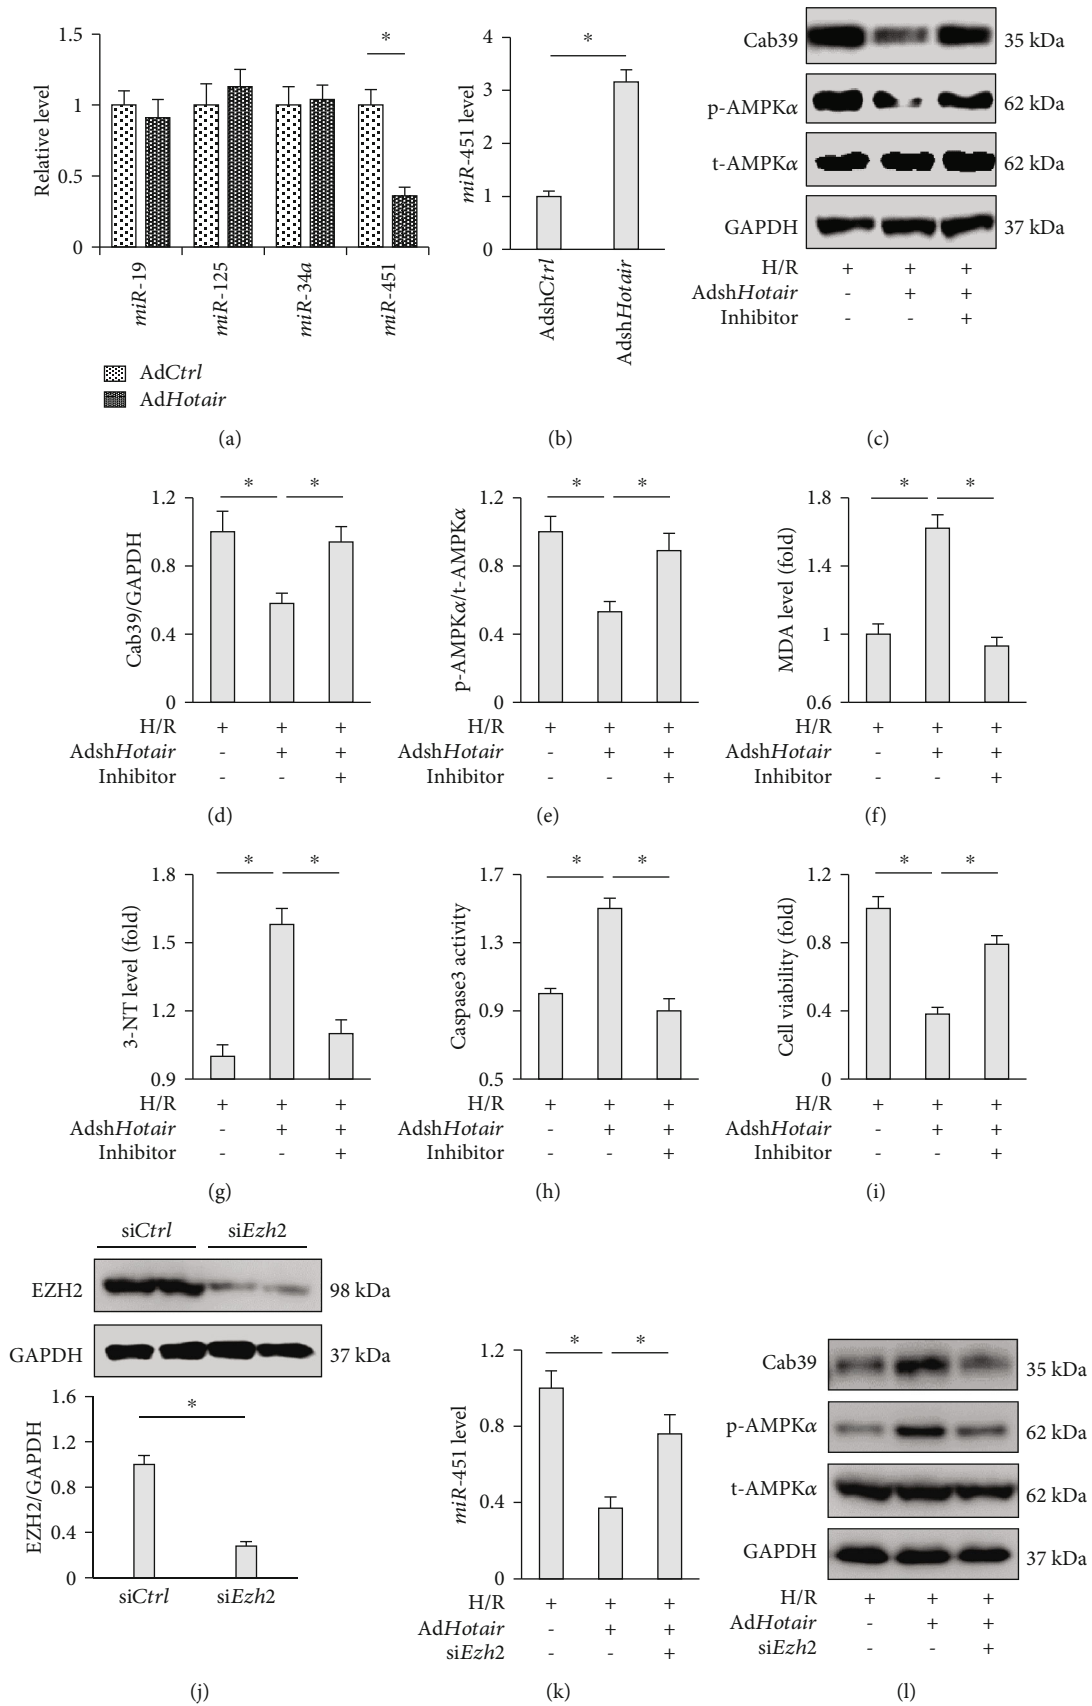 1.5
1
0.5
0
Relative level
*
miR-19
miR-125
miR-34a
miR-451
AdCtrl
AdHotair
(a)
4
3
2
1
0
miR-451 level
*
AdshCtrl
AdshHotair
(b)
Cab39 35 kDa
p-AMPKα 62 kDa
t-AMPKα 62 kDa
GAPDH 37 kDa
H/R + + +
AdshHotair - + +
Inhibitor - - +
(c)
* *
1.2
0.8
0.4
0
Cab39/GAPDH
H/R + + +
AdshHotair - + +
Inhibitor - - +
(d)
* *
1.2
0.8
0.4
0
p-AMPKα/t-AMPKα
H/R + + +
AdshHotair - + +
Inhibitor - - +
(e)
* *
1.8
1.4
1
0.6
MDA level (fold)
H/R + + +
AdshHotair - + +
Inhibitor - - +
(f)
* *
1.8
1.5
1.2
0.9
3-NT level (fold)
H/R + + +
AdshHotair - + +
Inhibitor - - +
(g)
* *
1.7
1.3
0.9
0.5
Caspase3 activity
H/R + + +
AdshHotair - + +
Inhibitor - - +
(h)
* *
1.2
0.8
0.4
0
Cell viability (fold)
H/R + + +
AdshHotair - + +
Inhibitor - - +
(i)
siCtrl siEzh2
EZH2 98 kDa
GAPDH 37 kDa
1.6
1.2
0.8
0.4
0
EZH2/GAPDH
*
siCtrl siEzh2
(j)
* *
1.2
0.8
0.4
0
miR-451 level
H/R + + +
AdHotair - + +
siEzh2 - - +
(k)
Cab39 35 kDa
p-AMPKα 62 kDa
t-AMPKα 62 kDa
GAPDH 37 kDa
H/R + + +
AdHotair - + +
siEzh2 - - +
(l)